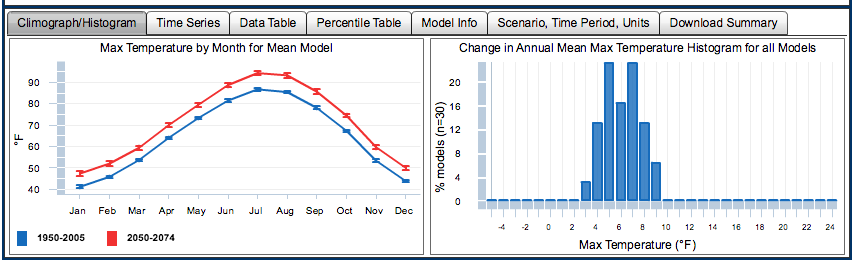 Climograph/Histogram Time Series Data Table Percentile Table Model Info Scenario, Time Period, Units Download Summary
Max Temperature by Month for Mean Model
90
80
70
60
50
40
°F
Jan Feb Mar Apr May Jun Jul Aug Sep Oct Nov Dec
1950-2005 2050-2074
Change in Annual Mean Max Temperature Histogram for all Models
20
16
12
8
4
0
% models (n=30)
-4 -2 0 2 4 6 8 10 12 14 16 18 20 22 24
Max Temperature (°F)